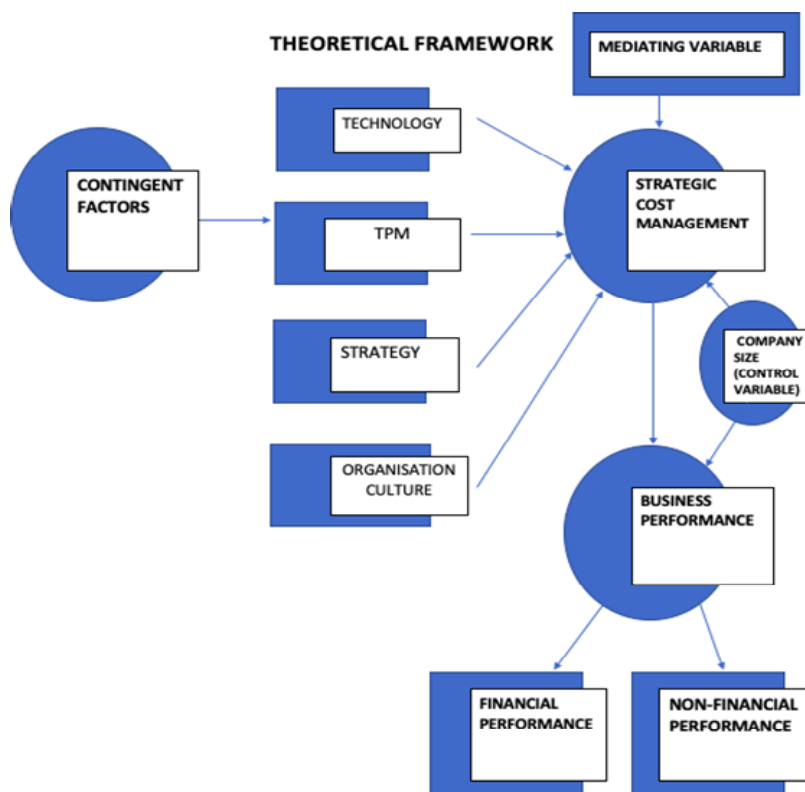 THEORETICAL FRAMEWORK
MEDIATING VARIABLE
TECHNOLOGY
CONTINGENT
FACTORS
STRATEGIC
COST
MANAGEMENT
TPM
STRATEGY
COMPANY
SIZE
(CONTROL
VARIABLE)
ORGANISATION
CULTURE
BUSINESS
PERFORMANCE
FINANCIAL
PERFORMANCE
NON-FINANCIAL
PERFORMANCE